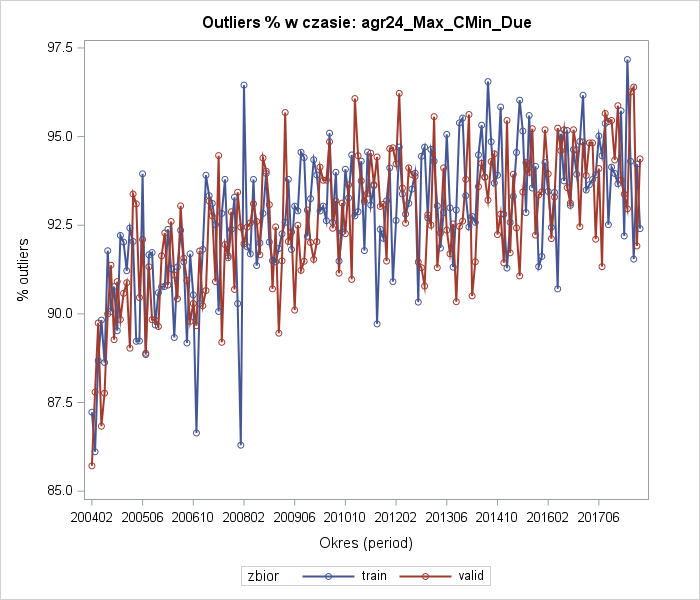 Outliers % w czasie: agr24_Max_CMin_Due
97.5
95.0
92.5
90.0
87.5
85.0
% outliers
200402 200506 200610 200802 200906 201010 201202 201306 201410 201602 201706
Okres (period)
zbior train valid